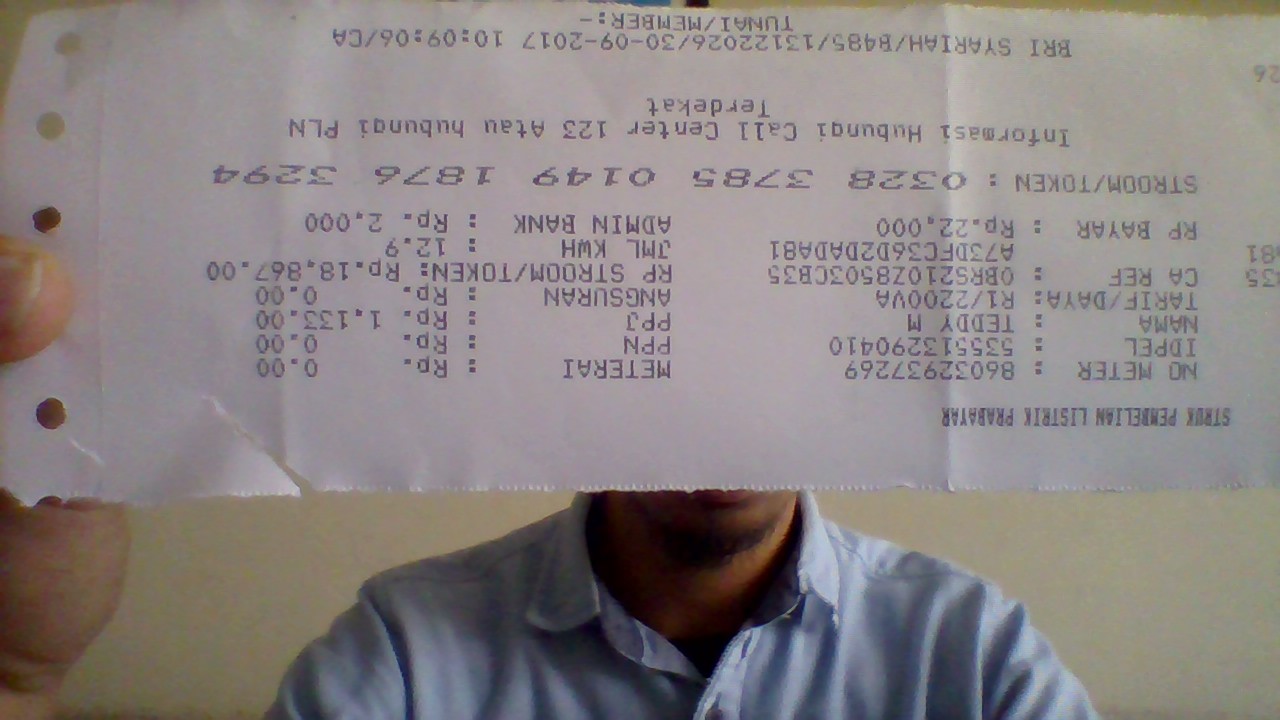 STRUK PEMBELIAN LISTRIK PRABAYAR
NO METER : 86032937269 METERAI : Rp. 0.00
IDPEL : 535513290410 PPN : Rp. 0.00
NAMA : TEDDY M PPJ : Rp. 1,133.00
TARIF/DAYA: R1/2200VA ANGSURAN : Rp. 0.00
CA REF : 0BRS210Z8503CB35 RP STROOM/TOKEN: Rp.18,867.00
A73DFC36D2DADA81 JML KWH : 12.9
RP BAYAR : Rp.22,000 ADMIN BANK : Rp. 2,000
STROOM/TOKEN : 0328 3785 0149 1876 3294
Informasi Hubungi Call Center 123 Atau hubungi PLN
Terdekat
BRI SYARIAH/B485/13122026/30-09-2017 10:09:06/CA
TUNAI/MEMBER:-
35
681
26